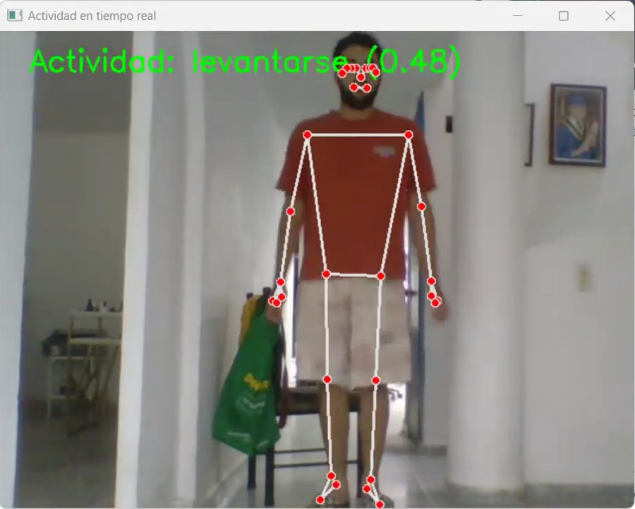 Actividad en tiempo real
Actividad: levantarse (0.48)